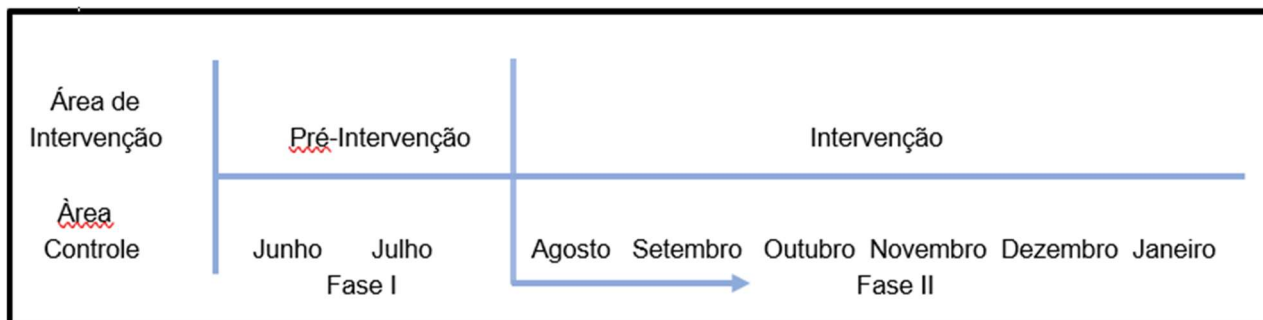 Área de
Intervenção
Pré-Intervenção
Intervenção
Àrea
Controle
Junho Julho Agosto Setembro Outubro Novembro Dezembro Janeiro
Fase I Fase II